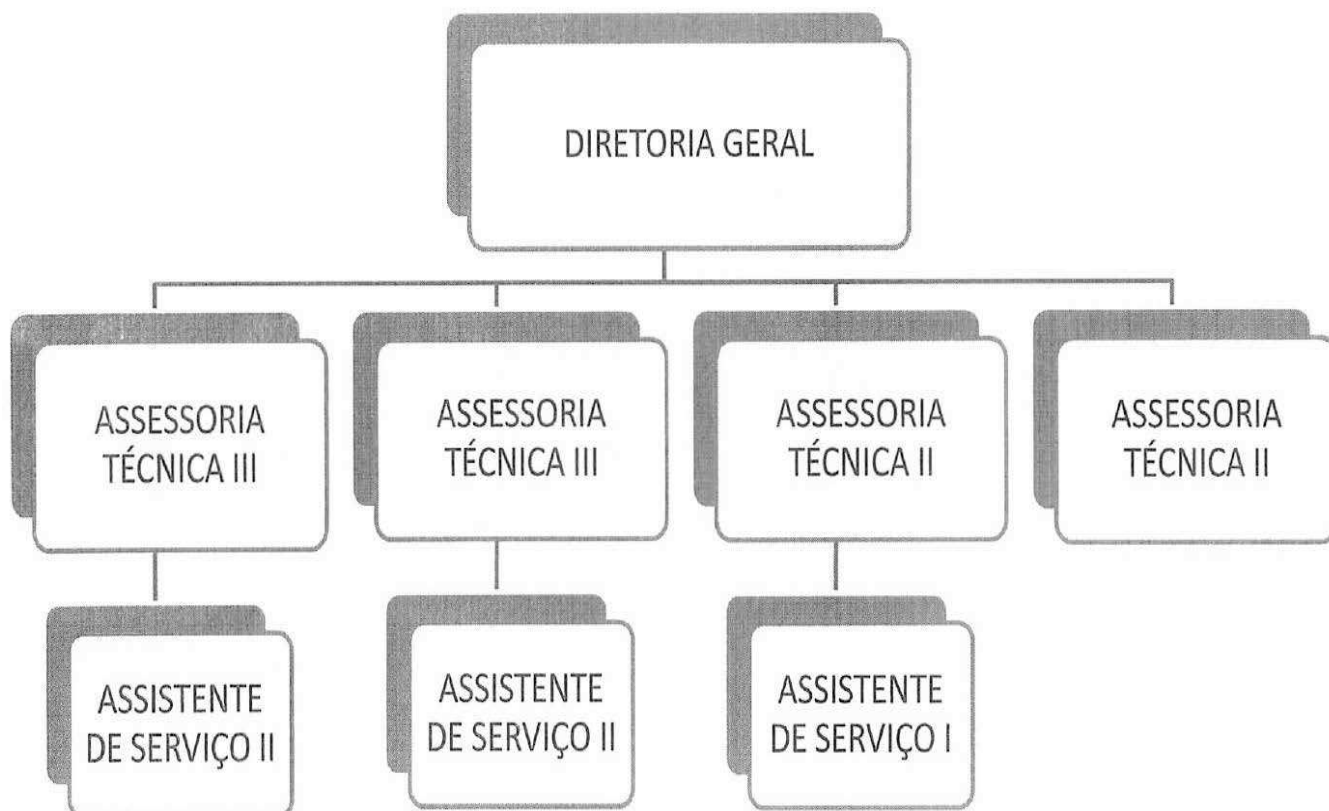 DIRETORIA GERAL
ASSESSORIA
TÉCNICA III
ASSESSORIA
TÉCNICA III
ASSESSORIA
TÉCNICA II
ASSESSORIA
TÉCNICA II
ASSISTENTE
DE SERVIÇO II
ASSISTENTE
DE SERVIÇO II
ASSISTENTE
DE SERVIÇO I